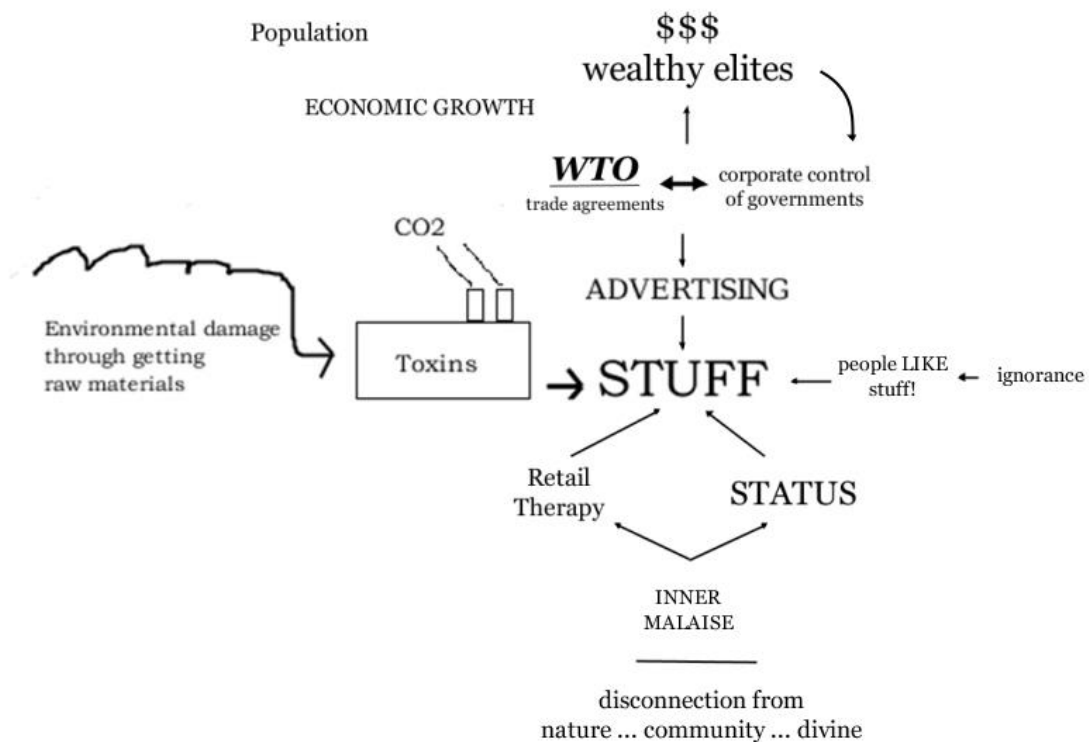 Population
$$$
wealthy elites
ECONOMIC GROWTH
WTO
trade agreements
corporate control
of governments
CO2
ADVERTISING
Environmental damage
through getting
raw materials
Toxins
STUFF
people LIKE
stuff!
ignorance
Retail
Therapy
STATUS
INNER
MALAISE
disconnection from
nature ... community ... divine